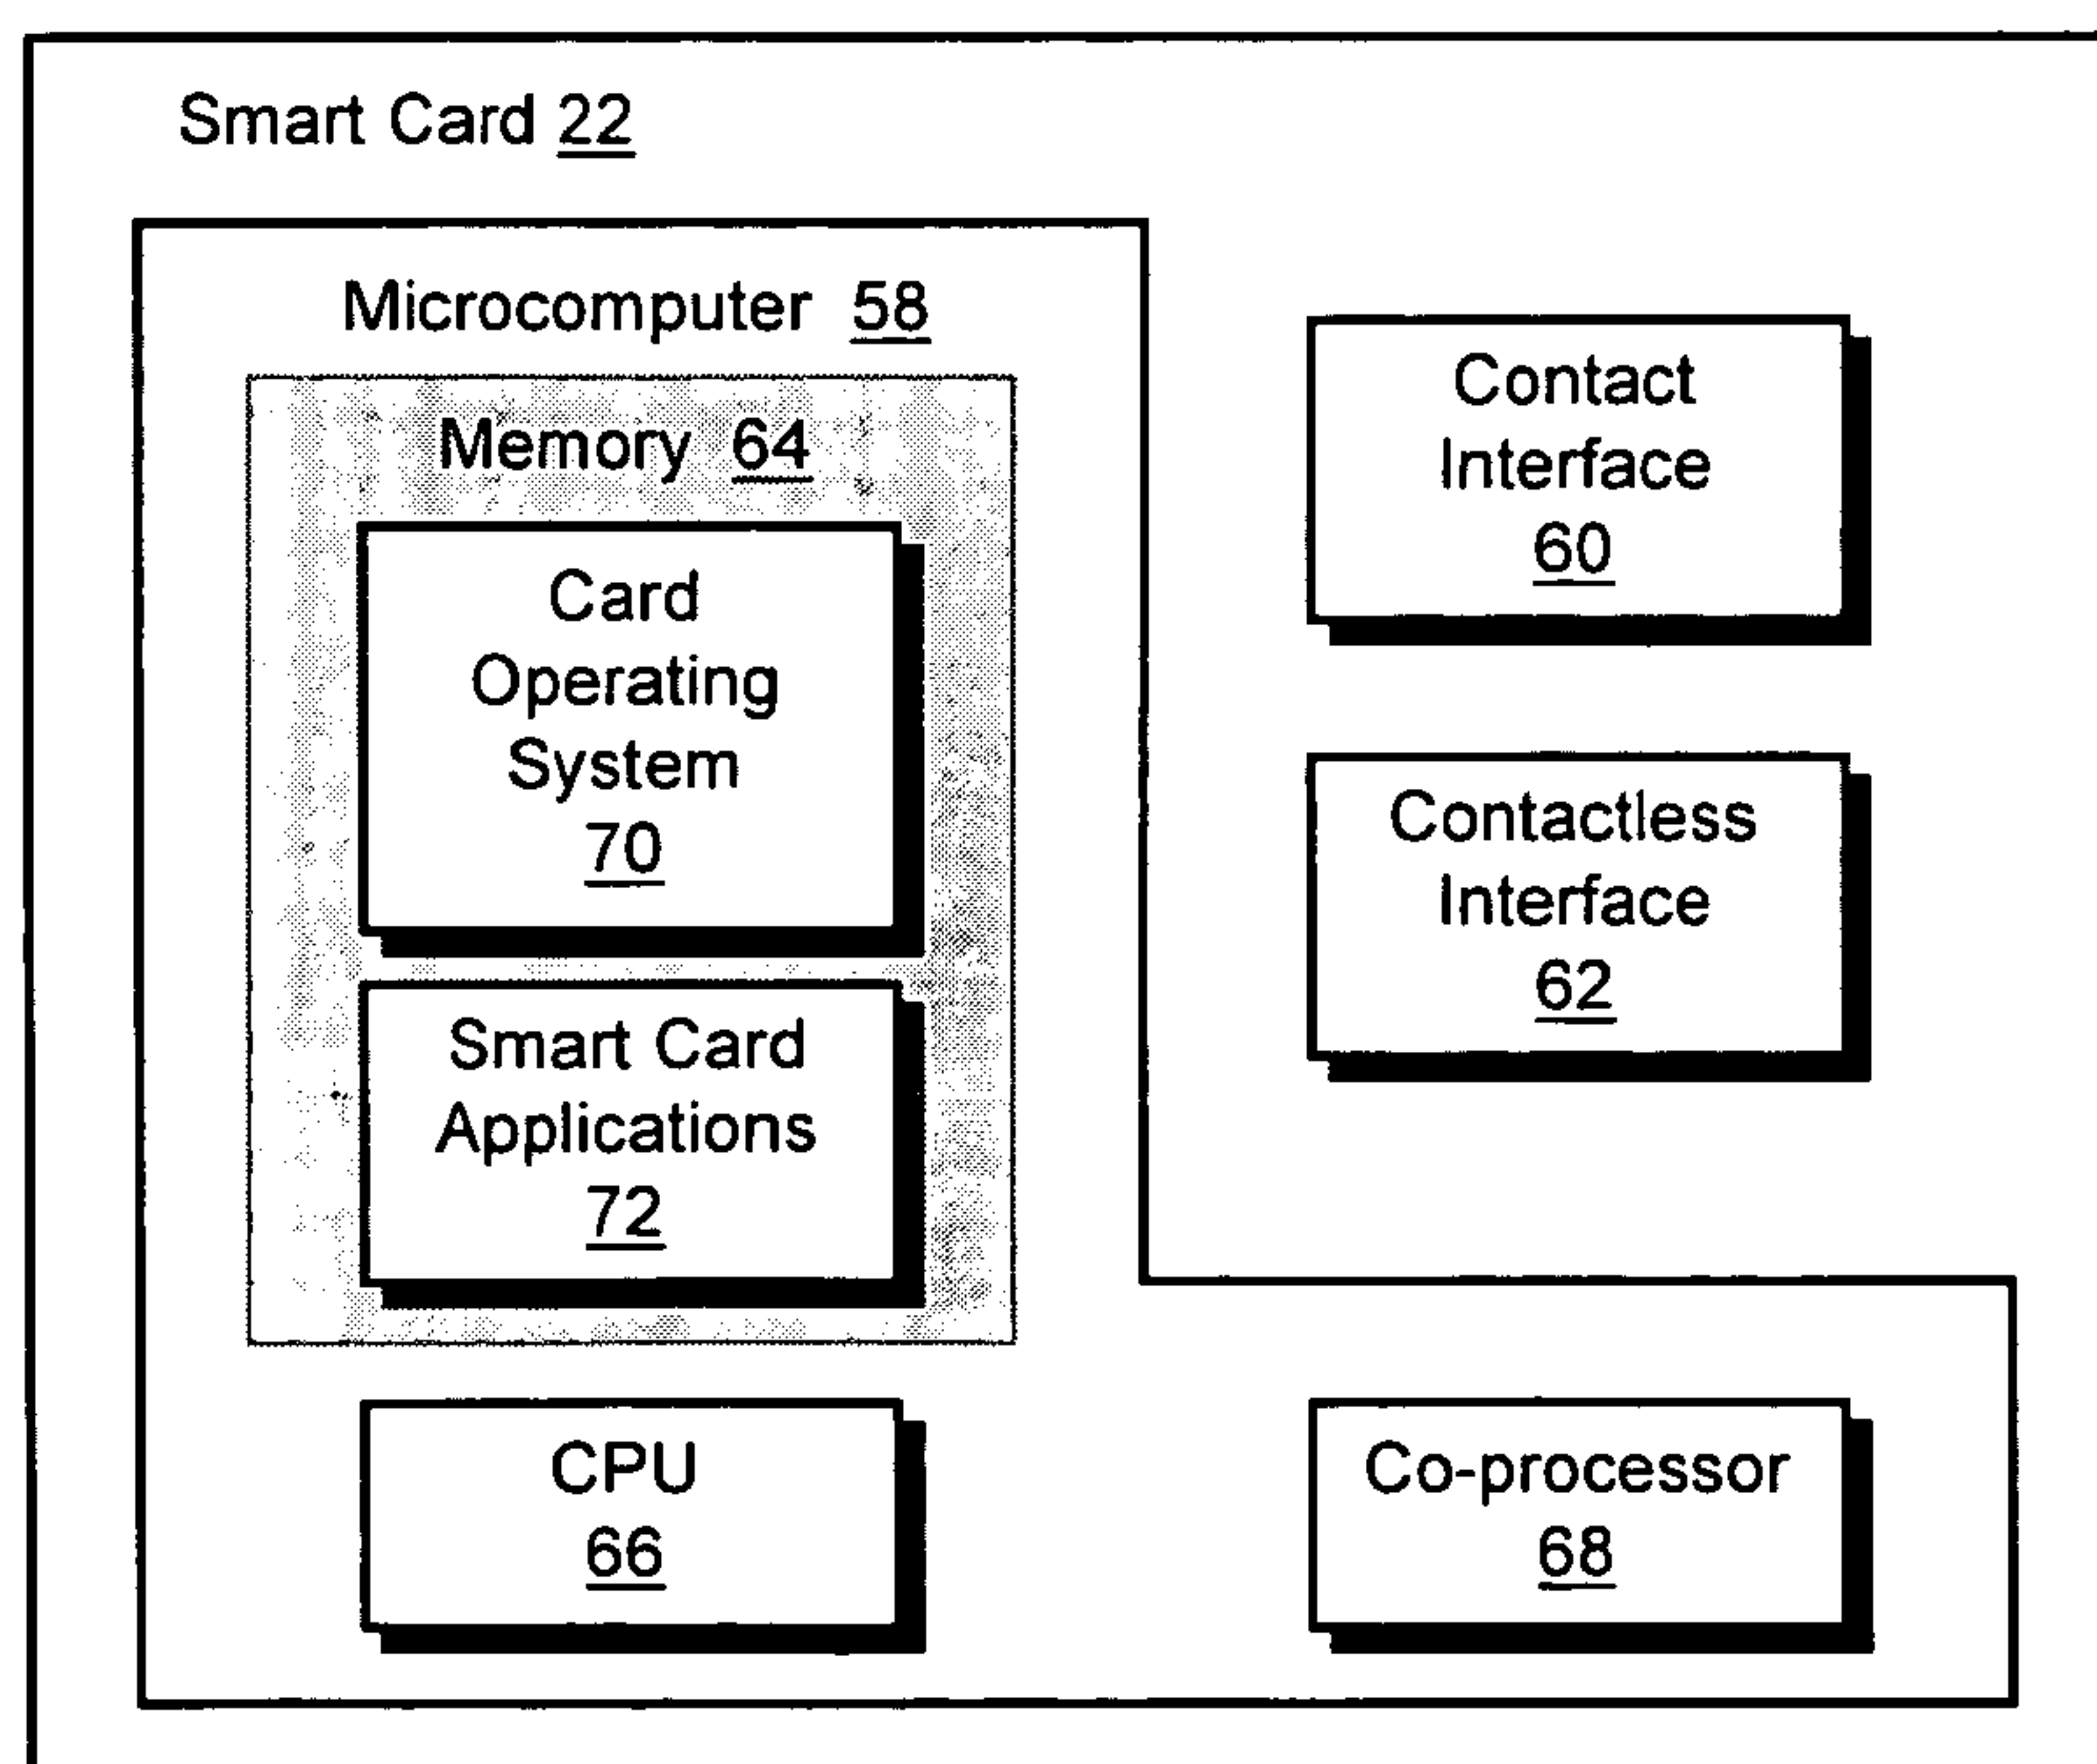 Smart Card 22
Microcomputer 58
Memory 64
Card
Operating
System
70
Smart Card
Applications
72
CPU
66
Contact
Interface
60
Contactless
Interface
62
Co-processor
68